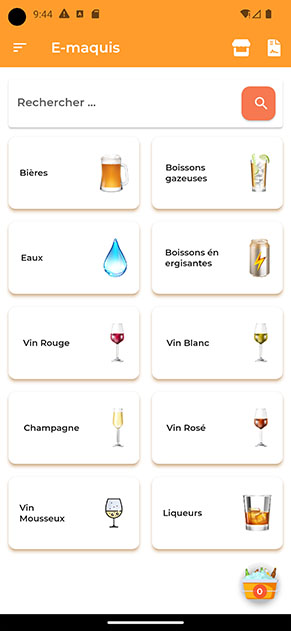 9:44
E-maquis
Rechercher ...
Bières
Boissons
gazeuses
Eaux
Boissons én
ergisantes
Vin Rouge
Vin Blanc
Champagne
Vin Rosé
Vin
Mousseux
Liqueurs
0